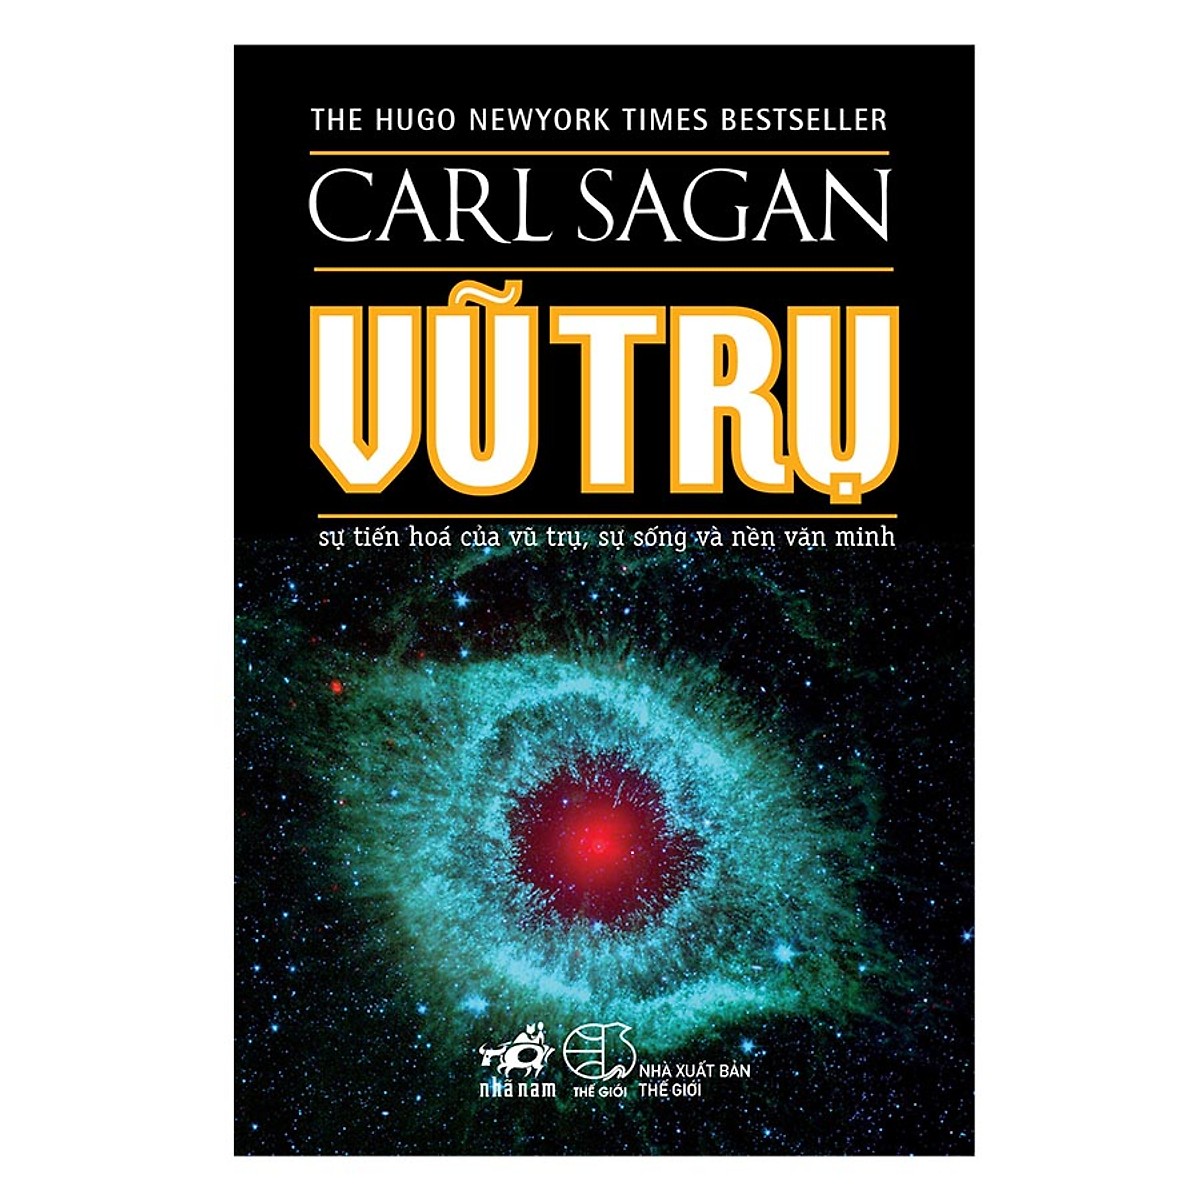 THE HUGO NEWYORK TIMES BESTSELLER
CARL SAGAN
VŨ TRỤ
sự tiến hoá của vũ trụ, sự sống và nền văn minh
nhã nam
THẾ GIỚI
NHÀ XUẤT BẢN
THẾ GIỚI